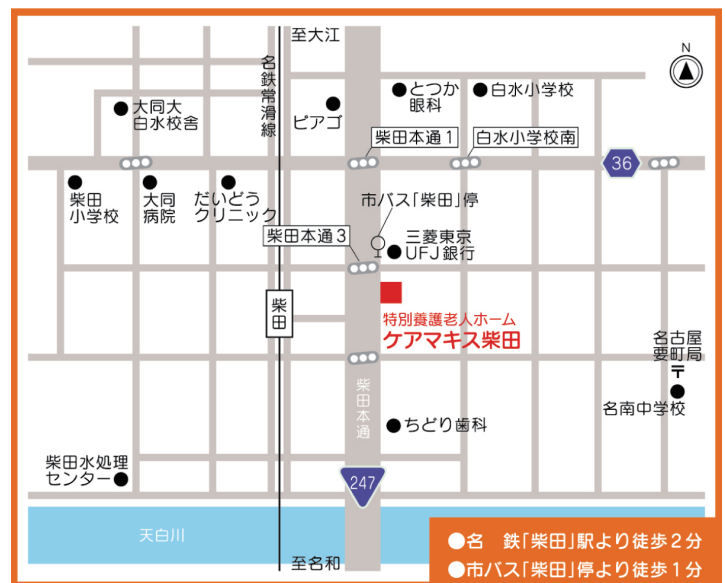 至大江
N
名鉄常滑線
大同大
白水校舎
ピアゴ
とつか
眼科
白水小学校
柴田本通1
白水小学校南
36
柴田
小学校
大同
病院
だいどう
クリニック
市バス「柴田」停
柴田本通3
三菱東京
UFJ銀行
柴田
特別養護老人ホーム
ケアマキス柴田
名古屋
要町局
〒
名南中学校
柴田本通
ちどり歯科
柴田水処理
センター
247
天白川
至名和
●名 鉄「柴田」駅より徒歩2分
●市バス「柴田」停より徒歩1分